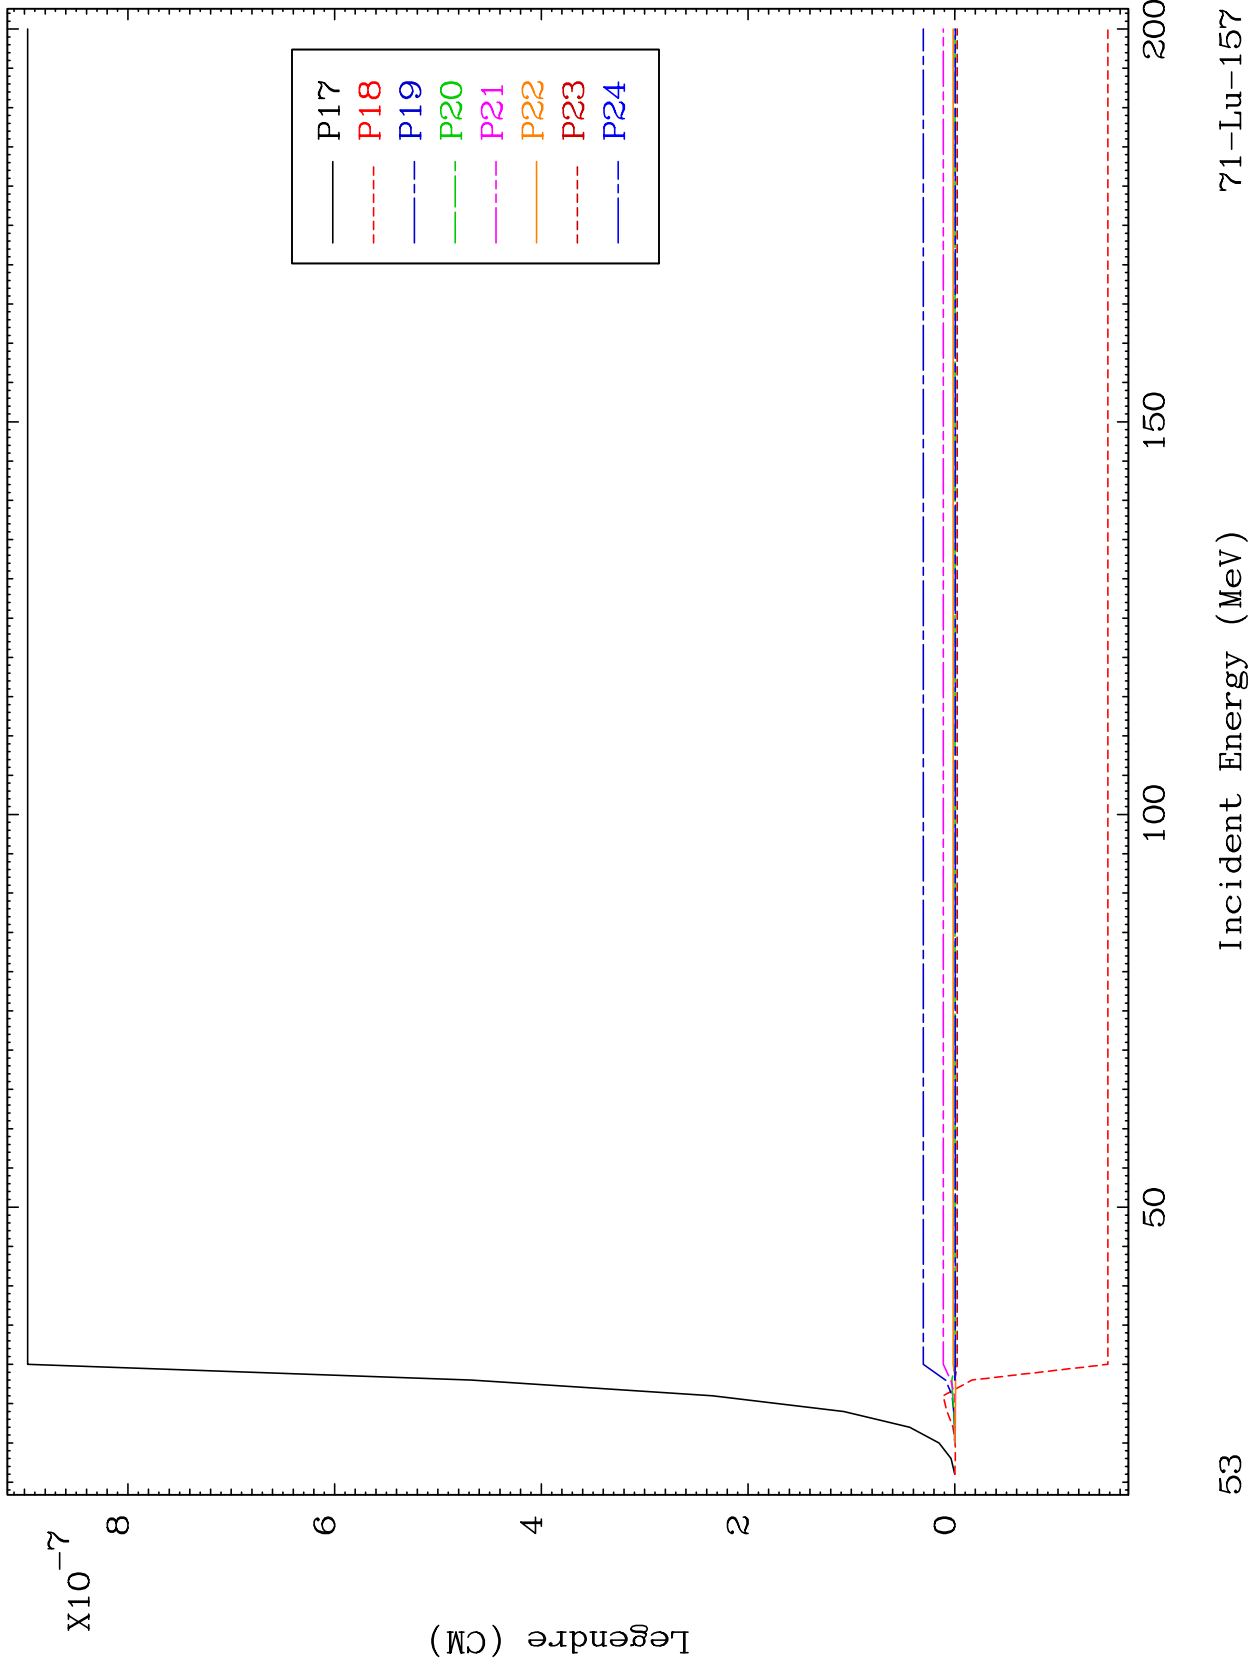 X10
-7
8
6
4
2
0
Legendre (CM)
P17
P18
P19
P20
P21
P22
P23
P24
50
100
150
200
53
Incident Energy (MeV)
71-Lu-157